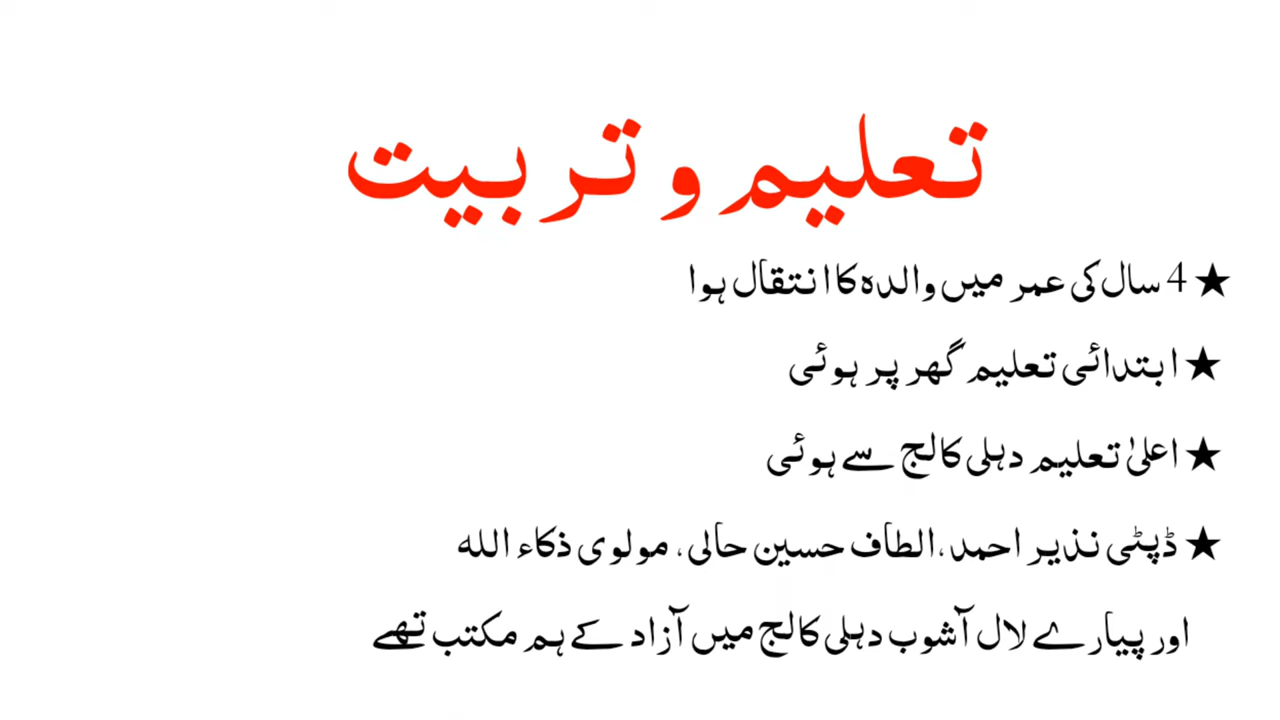 تعلیم و تربیت
★ 4 سال کی عمر میں والدہ کا انتقال ہوا
★ ابتدائی تعلیم گھر پر ہوئی
★ اعلیٰ تعلیم دہلی کالج سے ہوئی
★ ڈپٹی نذیر احمد، الطاف حسین حالی، مولوی ذکاء اللہ
اور پیارے لال آشوب دہلی کالج میں آزاد کے ہم مکتب تھے